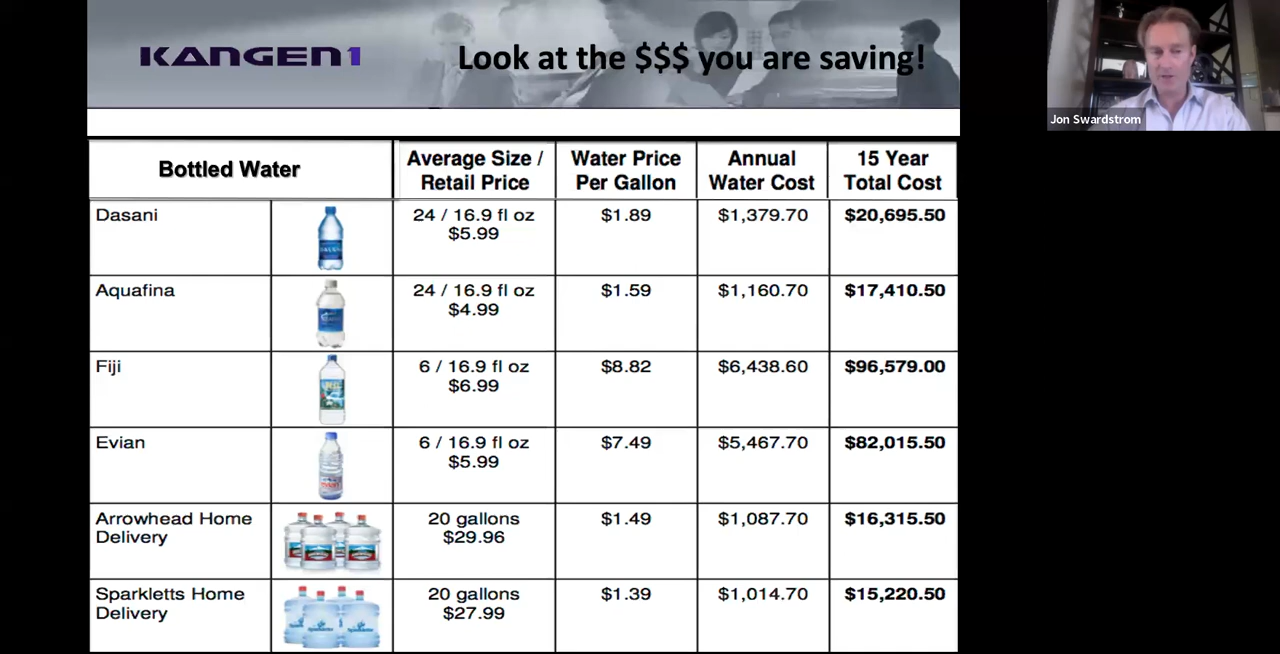 KANGEN1
Look at the $$$ you are saving!
Jon Swardstrom
Bottled Water
Average Size /
Retail Price
Water Price
Per Gallon
Annual
Water Cost
15 Year
Total Cost
Dasani
24 / 16.9 fl oz
$5.99
$1.89
$1,379.70
$20,695.50
Aquafina
24 / 16.9 fl oz
$4.99
$1.59
$1,160.70
$17,410.50
Fiji
6 / 16.9 fl oz
$6.99
$8.82
$6,438.60
$96,579.00
Evian
6 / 16.9 fl oz
$5.99
$7.49
$5,467.70
$82,015.50
Arrowhead Home
Delivery
20 gallons
$29.96
$1.49
$1,087.70
$16,315.50
Sparkletts Home
Delivery
20 gallons
$27.99
$1.39
$1,014.70
$15,220.50